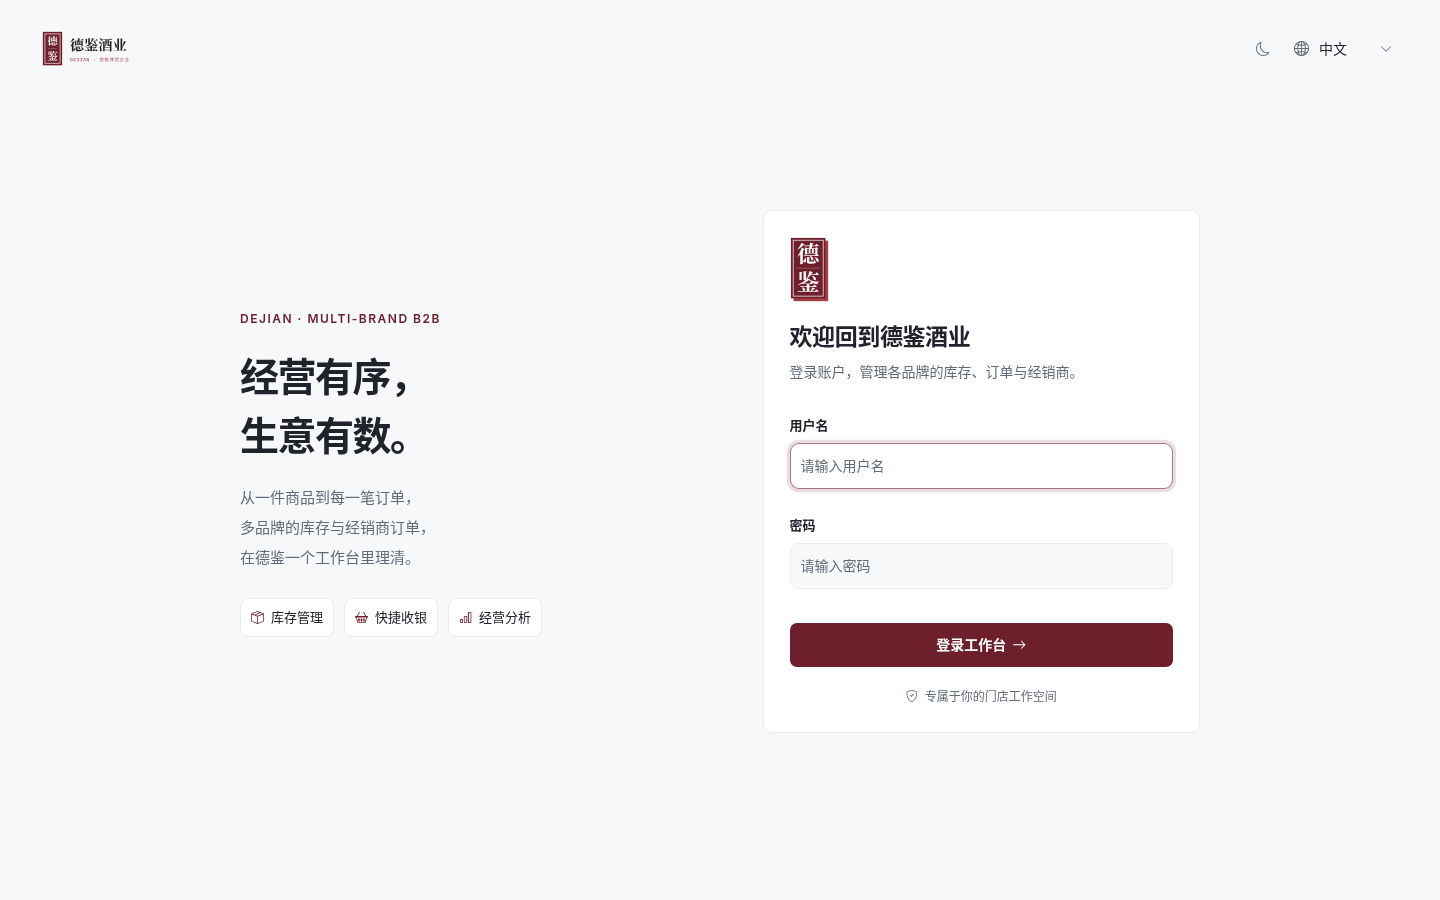 德鉴
德鉴酒业
中文
DEJIAN · MULTI-BRAND B2B
经营有序，
生意有数。
从一件商品到每一笔订单，
多品牌的库存与经销商订单，
在德鉴一个工作台里理清。
库存管理
快捷收银
经营分析
德鉴
欢迎回到德鉴酒业
登录账户，管理各品牌的库存、订单与经销商。
用户名
请输入用户名
密码
请输入密码
登录工作台 →
专属于你的门店工作空间